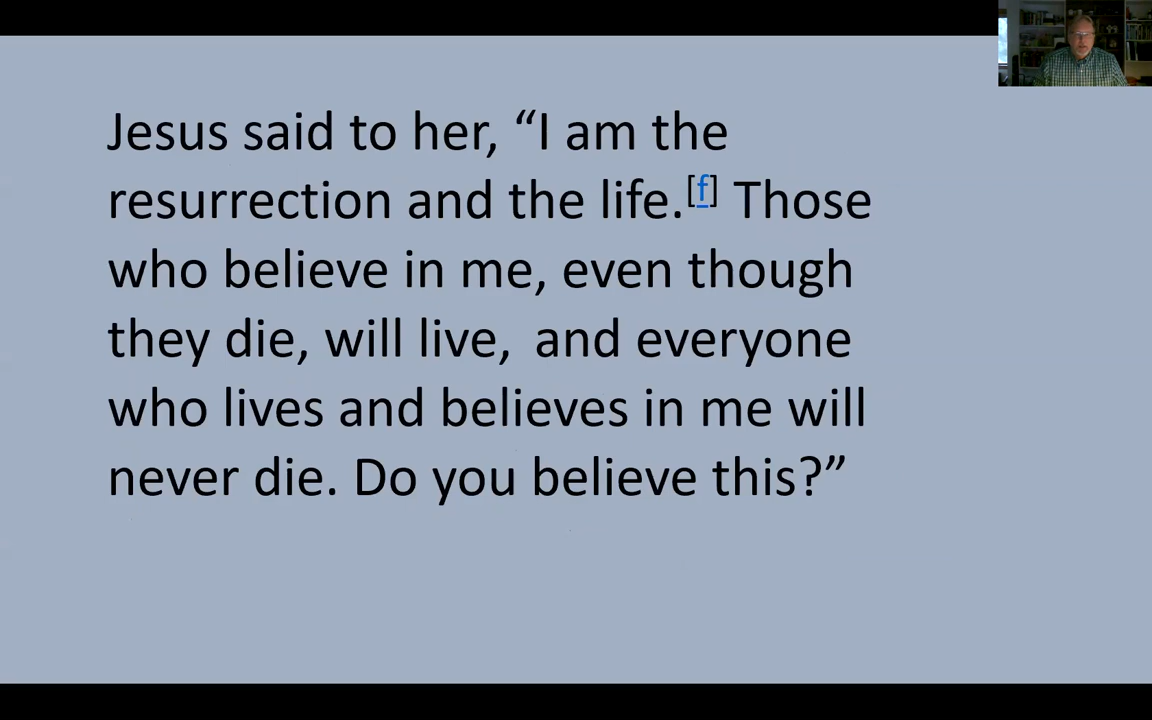 Jesus said to her, “I am the
resurrection and the life.[f] Those
who believe in me, even though
they die, will live, and everyone
who lives and believes in me will
never die. Do you believe this?”